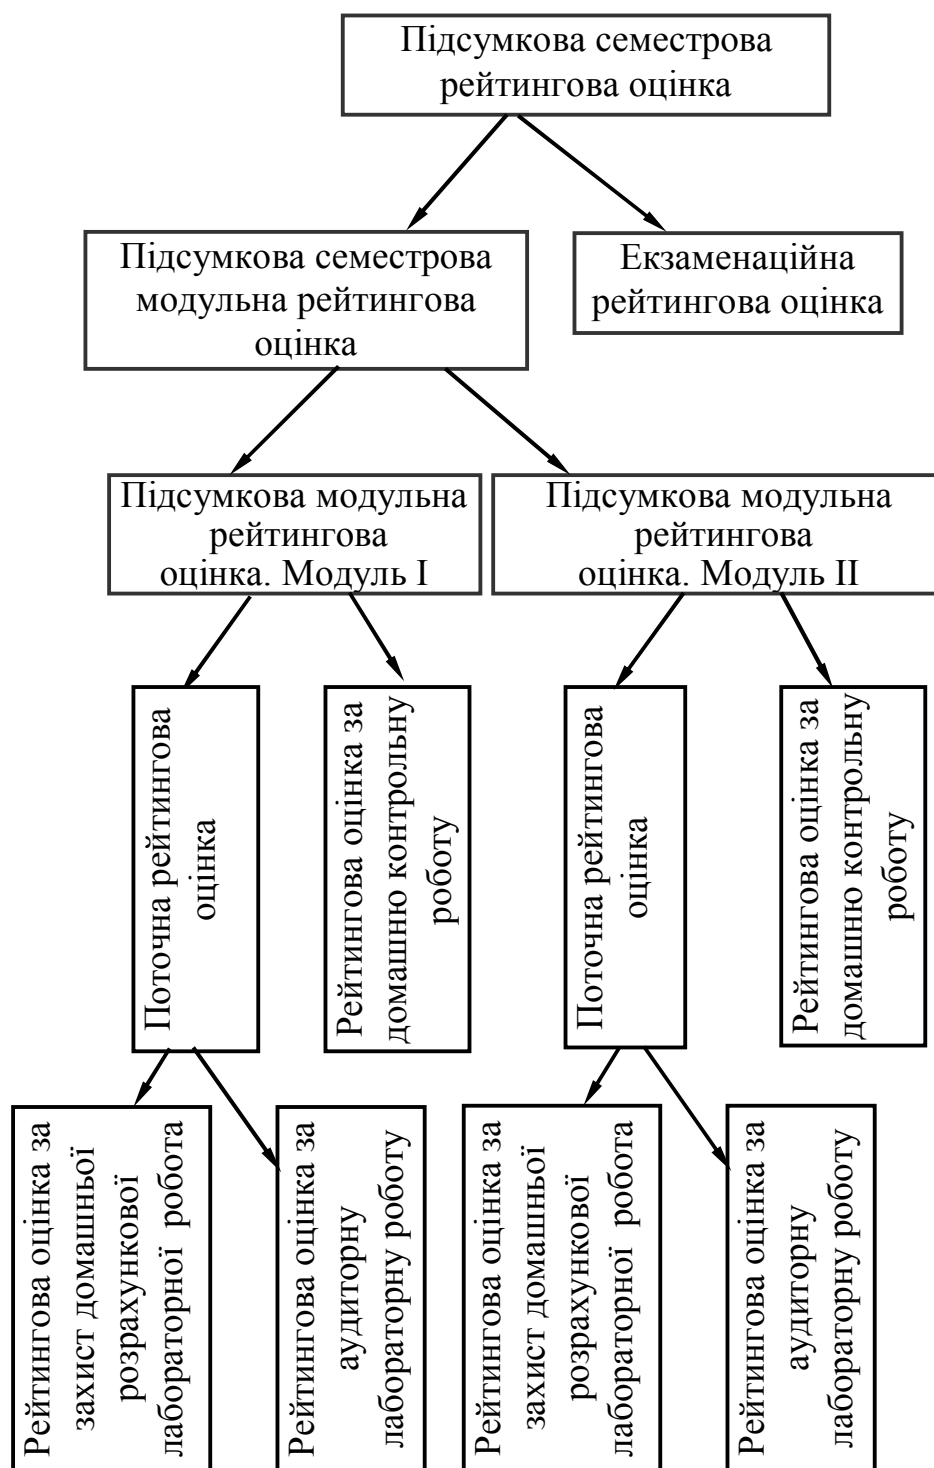 Підсумкова семестрова
рейтингова оцінка
Підсумкова семестрова
модульна рейтингова
оцінка
Екзаменаційна
рейтингова оцінка
Підсумкова модульна
рейтингова
оцінка. Модуль I
Підсумкова модульна
рейтингова
оцінка. Модуль II
Поточна рейтингова
оцінка
Рейтингова оцінка за
домашню контрольну
роботу
Поточна рейтингова
оцінка
Рейтингова оцінка за
домашню контрольну
роботу
Рейтингова оцінка за
захист домашньої
розрахункової
лабораторної робота
Рейтингова оцінка за
аудиторну
лабораторну роботу
Рейтингова оцінка за
захист домашньої
розрахункової
лабораторної робота
Рейтингова оцінка за
аудиторну
лабораторну роботу